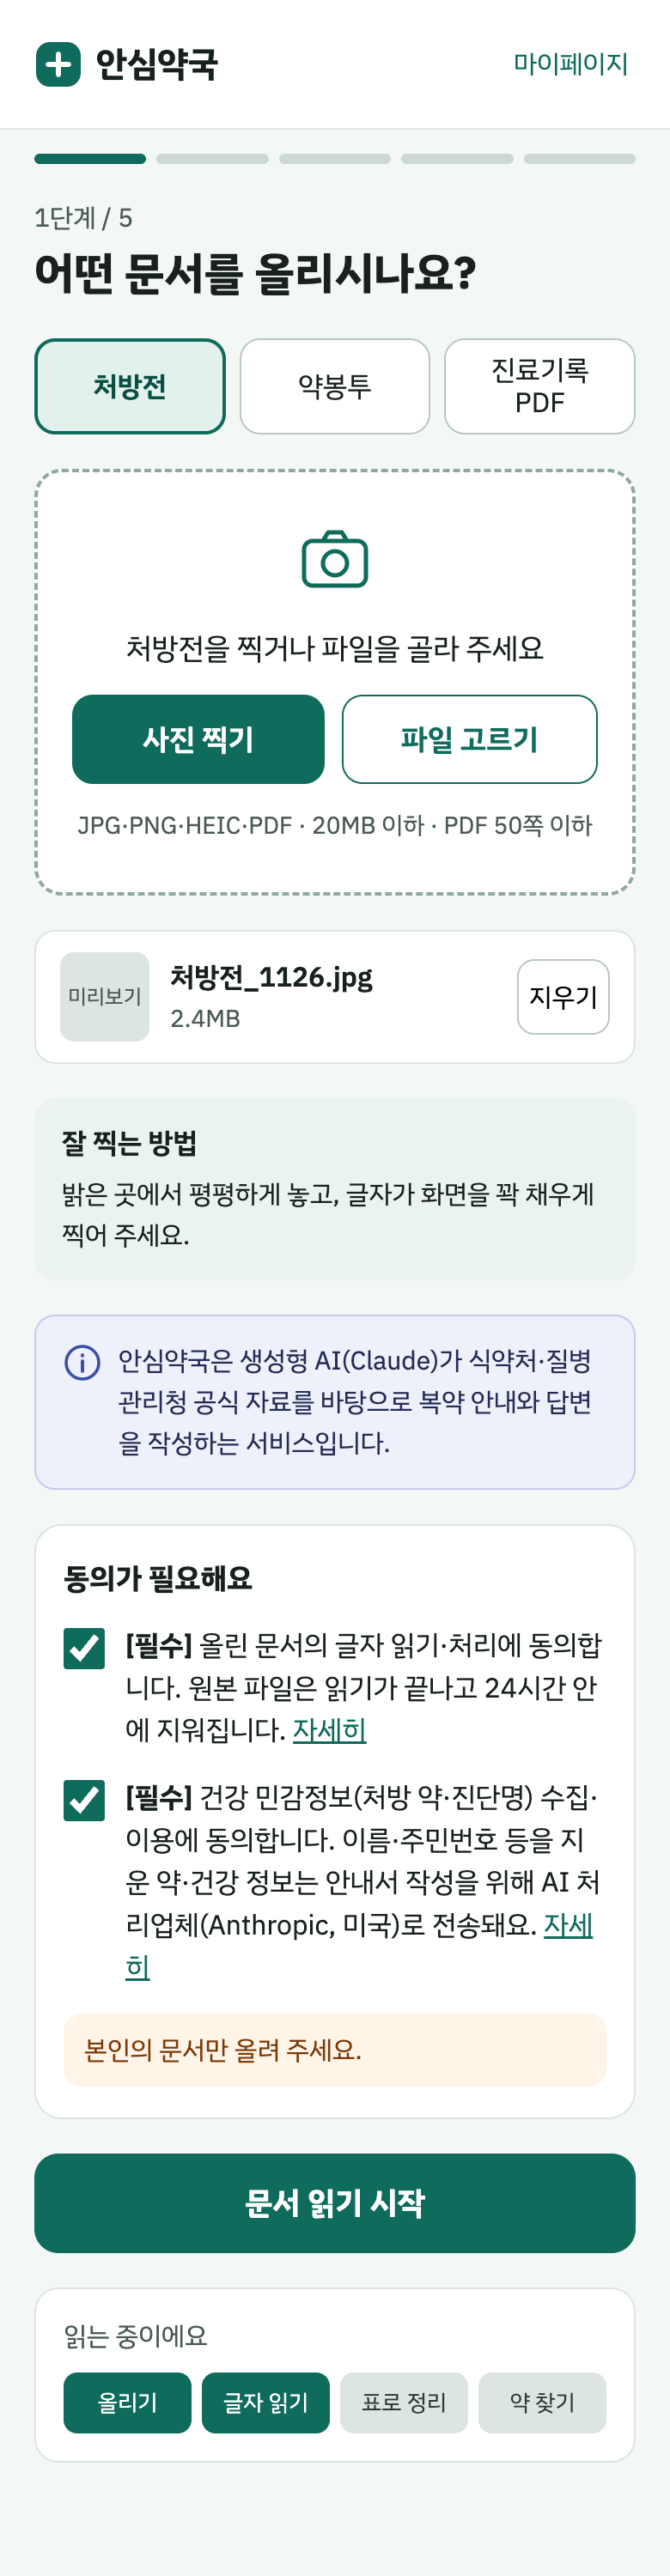 안심약국
마이페이지
1단계 / 5
어떤 문서를 올리시나요?
처방전
약봉투
진료기록
PDF
처방전을 찍거나 파일을 골라 주세요
사진 찍기
파일 고르기
JPG·PNG·HEIC·PDF · 20MB 이하 · PDF 50쪽 이하
미리보기
처방전_1126.jpg
2.4MB
지우기
잘 찍는 방법
밝은 곳에서 평평하게 놓고, 글자가 화면을 꽉 채우게
찍어 주세요.
안심약국은 생성형 AI(Claude)가 식약처·질병
관리청 공식 자료를 바탕으로 복약 안내와 답변
을 작성하는 서비스입니다.
동의가 필요해요
[필수] 올린 문서의 글자 읽기·처리에 동의합
니다. 원본 파일은 읽기가 끝나고 24시간 안
에 지워집니다. 자세히
[필수] 건강 민감정보(처방 약·진단명) 수집·
이용에 동의합니다. 이름·주민번호 등을 지
운 약·건강 정보는 안내서 작성을 위해 AI 처
리업체(Anthropic, 미국)로 전송돼요. 자세
히
본인의 문서만 올려 주세요.
문서 읽기 시작
읽는 중이에요
올리기
글자 읽기
표로 정리
약 찾기